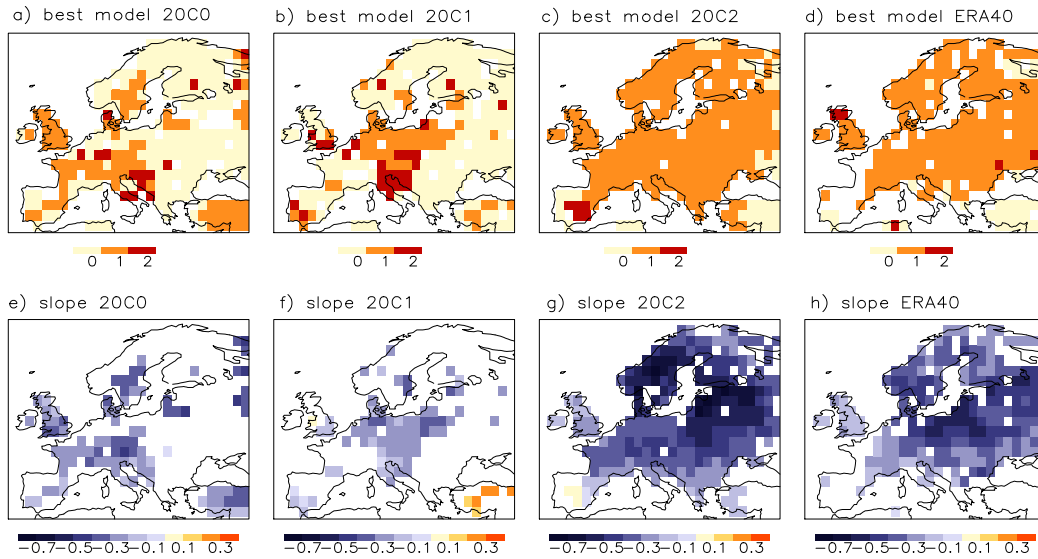 a) best model 20C0 b) best model 20C1 c) best model 20C2 d) best model ERA40
0 1 2 0 1 2 0 1 2 0 1 2
e) slope 20C0 f) slope 20C1 g) slope 20C2 h) slope ERA40
−0.7−0.5−0.3−0.1 0.1 0.3 −0.7−0.5−0.3−0.1 0.1 0.3 −0.7−0.5−0.3−0.1 0.1 0.3 −0.7−0.5−0.3−0.1 0.1 0.3